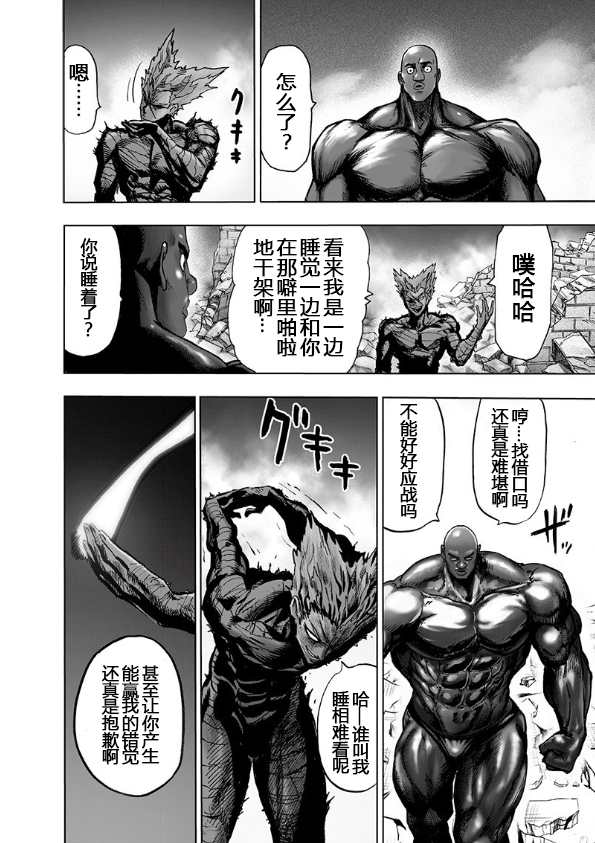 怎么了？
グキ
嗯……
噗哈哈
看来我是一边
睡觉一边和你
在那噼里啪啦
地干架啊…
你说睡着了？
哼…找借口吗
还真是难堪啊
不能好好应战吗
ザッ
グキキ
哈—谁叫我
睡相难看呢
甚至让你产生
能赢我的错觉
还真是抱歉啊